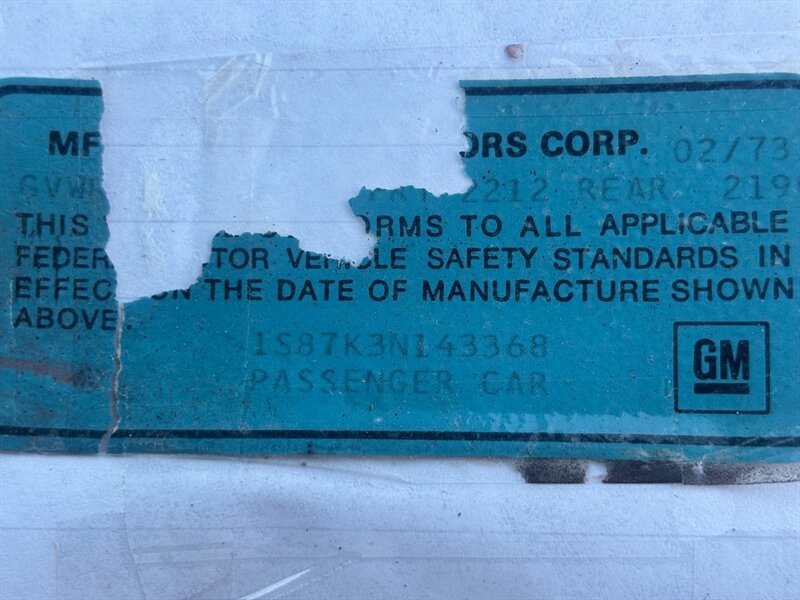 MF ORS CORP. 02/73
GVW 2212 REAR 219
THIS ORMS TO ALL APPLICABLE
FEDER TOR VEHICLE SAFETY STANDARDS IN
EFFEC ON THE DATE OF MANUFACTURE SHOWN
ABOVE.
1S87K3N143368
PASSENGER CAR
GM